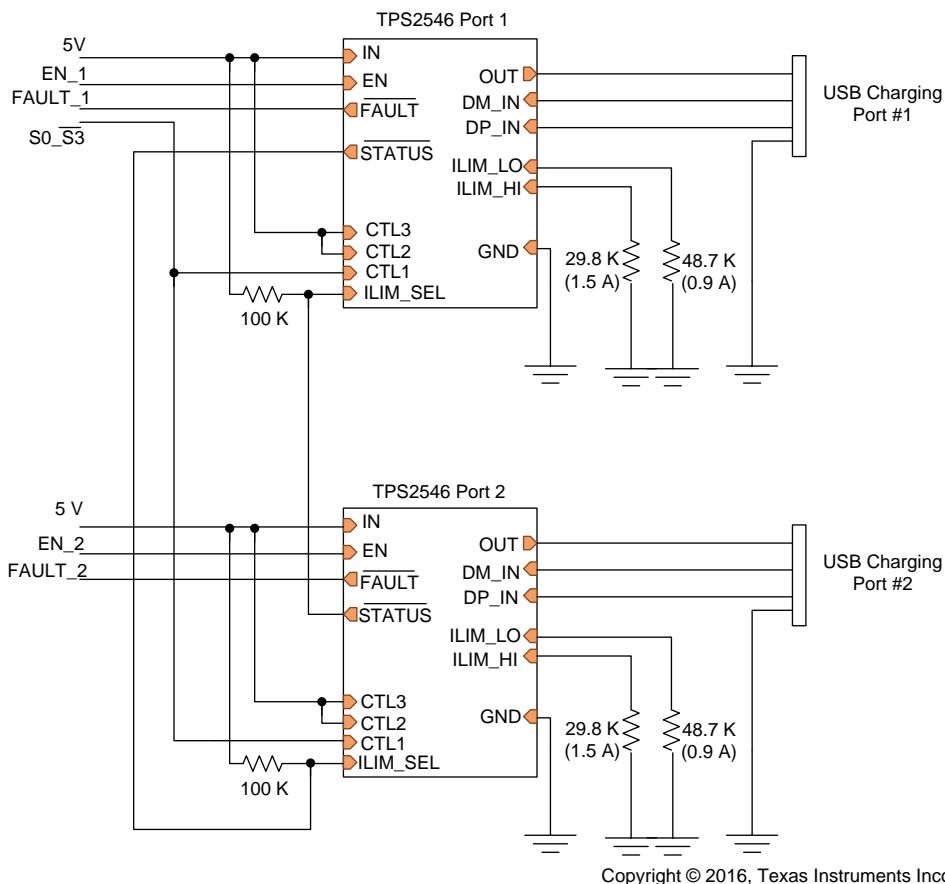 TPS2546 Port 1
5V
EN_1
FAULT_1
S0_S3
IN
EN
FAULT
STATUS
CTL3
CTL2
CTL1
ILIM_SEL
100 K
OUT
DM_IN
DP_IN
ILIM_LO
ILIM_HI
GND
29.8 K
(1.5 A)
48.7 K
(0.9 A)
USB Charging
Port #1
TPS2546 Port 2
5 V
EN_2
FAULT_2
IN
EN
FAULT
STATUS
CTL3
CTL2
CTL1
ILIM_SEL
100 K
OUT
DM_IN
DP_IN
ILIM_LO
ILIM_HI
GND
29.8 K
(1.5 A)
48.7 K
(0.9 A)
USB Charging
Port #2
Copyright © 2016, Texas Instruments Inc